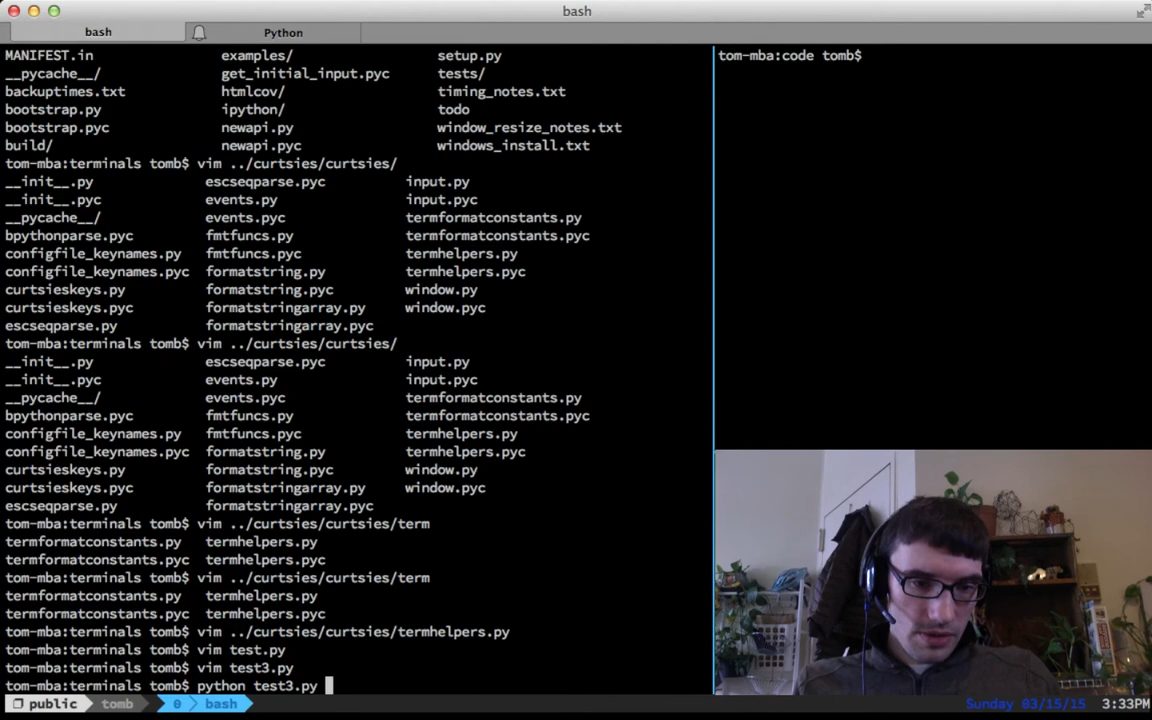 bash
bash Python
MANIFEST.in examples/ setup.py
__pycache__/ get_initial_input.pyc tests/
backuptimes.txt htmlcov/ timing_notes.txt
bootstrap.py ipython/ todo
bootstrap.pyc newapi.py window_resize_notes.txt
build/ newapi.pyc windows_install.txt
tom-mba:terminals tomb$ vim ../curtsies/curtsies/
__init__.py escseqparse.pyc input.py
__init__.pyc events.py input.pyc
__pycache__/ events.pyc termformatconstants.py
bpythonparse.pyc fmtfuncs.py termformatconstants.pyc
configfile_keynames.py fmtfuncs.pyc termhelpers.py
configfile_keynames.pyc formatstring.py termhelpers.pyc
curtsieskeys.py formatstring.pyc window.py
curtsieskeys.pyc formatstringarray.py window.pyc
escseqparse.py formatstringarray.pyc
tom-mba:terminals tomb$ vim ../curtsies/curtsies/
__init__.py escseqparse.pyc input.py
__init__.pyc events.py input.pyc
__pycache__/ events.pyc termformatconstants.py
bpythonparse.pyc fmtfuncs.py termformatconstants.pyc
configfile_keynames.py fmtfuncs.pyc termhelpers.py
configfile_keynames.pyc formatstring.py termhelpers.pyc
curtsieskeys.py formatstring.pyc window.py
curtsieskeys.pyc formatstringarray.py window.pyc
escseqparse.py formatstringarray.pyc
tom-mba:terminals tomb$ vim ../curtsies/curtsies/term
termformatconstants.py termhelpers.py
termformatconstants.pyc termhelpers.pyc
tom-mba:terminals tomb$ vim ../curtsies/curtsies/term
termformatconstants.py termhelpers.py
termformatconstants.pyc termhelpers.pyc
tom-mba:terminals tomb$ vim ../curtsies/curtsies/termhelpers.py
tom-mba:terminals tomb$ vim test.py
tom-mba:terminals tomb$ vim test3.py
tom-mba:terminals tomb$ python test3.py
tom-mba:code tomb$
public tomb 0 bash Sunday 03/15/15 3:33PM